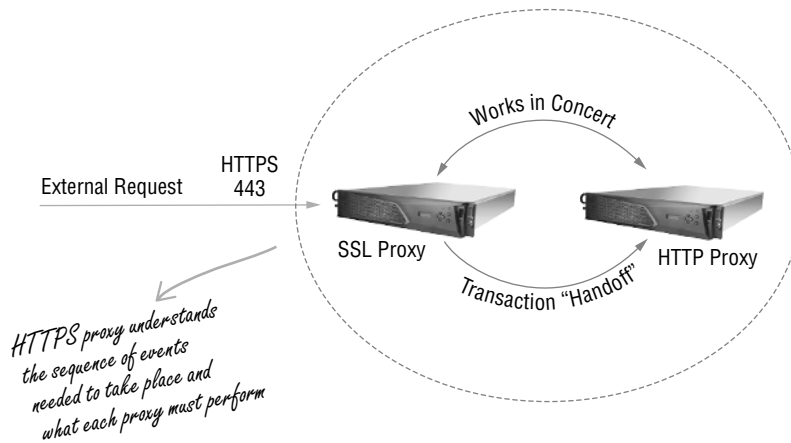 Works in Concert
HTTPS
443
External Request
SSL Proxy
HTTP Proxy
Transaction “Handoff”
HTTPS proxy understands
the sequence of events
needed to take place and
what each proxy must perform